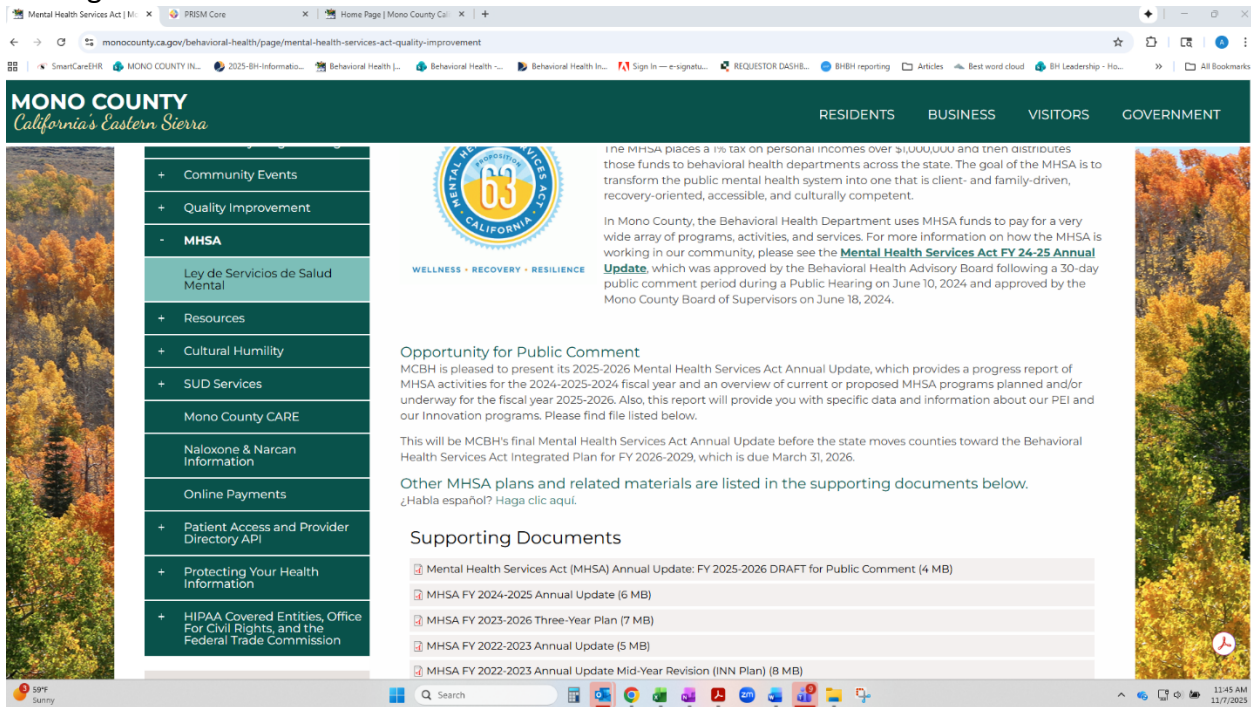 Mental Health Services Act | Mo
PRISM Core
Home Page | Mono County Cali
monocounty.ca.gov/behavioral-health/page/mental-health-services-act-quality-improvement
SmartCareEHR
MONO COUNTY IN...
2025-BH-Informatio...
Behavioral Health |...
Behavioral Health -...
Behavioral Health In...
Sign In — e-signatu...
REQUESTOR DASHB...
BHBH reporting
Articles
Best word cloud
BH Leadership - Ho...
All Bookmarks
MONO COUNTY
California's Eastern Sierra
RESIDENTS
BUSINESS
VISITORS
GOVERNMENT
+ Community Events
+ Quality Improvement
- MHSA
Ley de Servicios de Salud
Mental
+ Resources
+ Cultural Humility
+ SUD Services
Mono County CARE
Naloxone & Narcan
Information
Online Payments
+ Patient Access and Provider
Directory API
+ Protecting Your Health
Information
+ HIPAA Covered Entities, Office
For Civil Rights, and the
Federal Trade Commission
MENTAL HEALTH SERVICES ACT
PROPOSITION
63
CALIFORNIA
WELLNESS • RECOVERY • RESILIENCE
The MHSA places a 1% tax on personal incomes over $1,000,000 and then distributes
those funds to behavioral health departments across the state. The goal of the MHSA is to
transform the public mental health system into one that is client- and family-driven,
recovery-oriented, accessible, and culturally competent.
In Mono County, the Behavioral Health Department uses MHSA funds to pay for a very
wide array of programs, activities, and services. For more information on how the MHSA is
working in our community, please see the Mental Health Services Act FY 24-25 Annual
Update, which was approved by the Behavioral Health Advisory Board following a 30-day
public comment period during a Public Hearing on June 10, 2024 and approved by the
Mono County Board of Supervisors on June 18, 2024.
Opportunity for Public Comment
MCBH is pleased to present its 2025-2026 Mental Health Services Act Annual Update, which provides a progress report of
MHSA activities for the 2024-2025-2024 fiscal year and an overview of current or proposed MHSA programs planned and/or
underway for the fiscal year 2025-2026. Also, this report will provide you with specific data and information about our PEI and
our Innovation programs. Please find file listed below.
This will be MCBH's final Mental Health Services Act Annual Update before the state moves counties toward the Behavioral
Health Services Act Integrated Plan for FY 2026-2029, which is due March 31, 2026.
Other MHSA plans and related materials are listed in the supporting documents below.
¿Habla español? Haga clic aquí.
Supporting Documents
Mental Health Services Act (MHSA) Annual Update: FY 2025-2026 DRAFT for Public Comment (4 MB)
MHSA FY 2024-2025 Annual Update (6 MB)
MHSA FY 2023-2026 Three-Year Plan (7 MB)
MHSA FY 2022-2023 Annual Update (5 MB)
MHSA FY 2022-2023 Annual Update Mid-Year Revision (INN Plan) (8 MB)
59°F
Sunny
Search
11:45 AM
11/7/2025